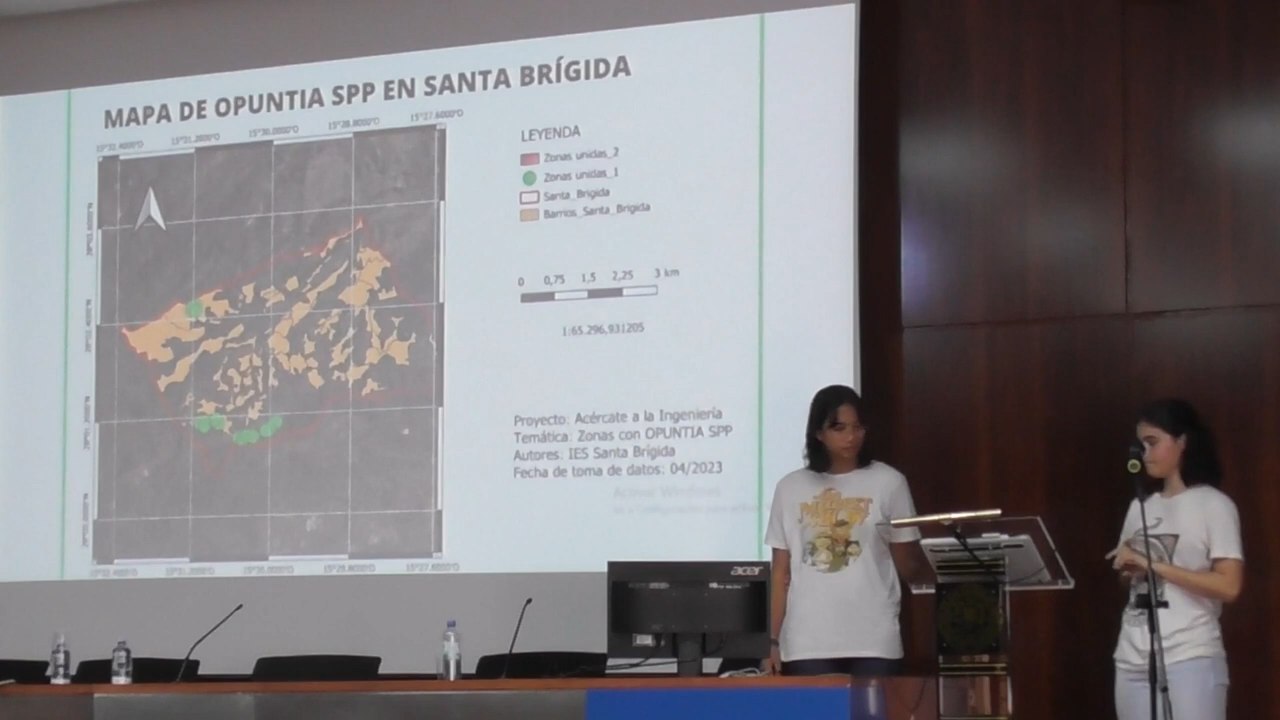 MAPA DE OPUNTIA SPP EN SANTA BRÍGIDA
LEYENDA
Zonas unidas_2
Zonas unidas_1
Santa_Brigida
Barrios_Santa_Brigida
0 0,75 1,5 2,25 3 km
1:65.296,931205
Proyecto: Acércate a la Ingeniería
Temática: Zonas con OPUNTIA SPP
Autores: IES Santa Brígida
Fecha de toma de datos: 04/2023
Activar Windows
acer